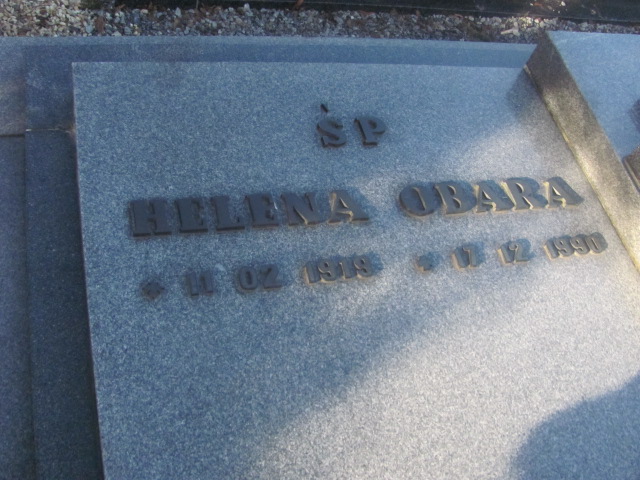 ŚP
HELENA OBARA
* 11 02 1919 + 17 12 1990